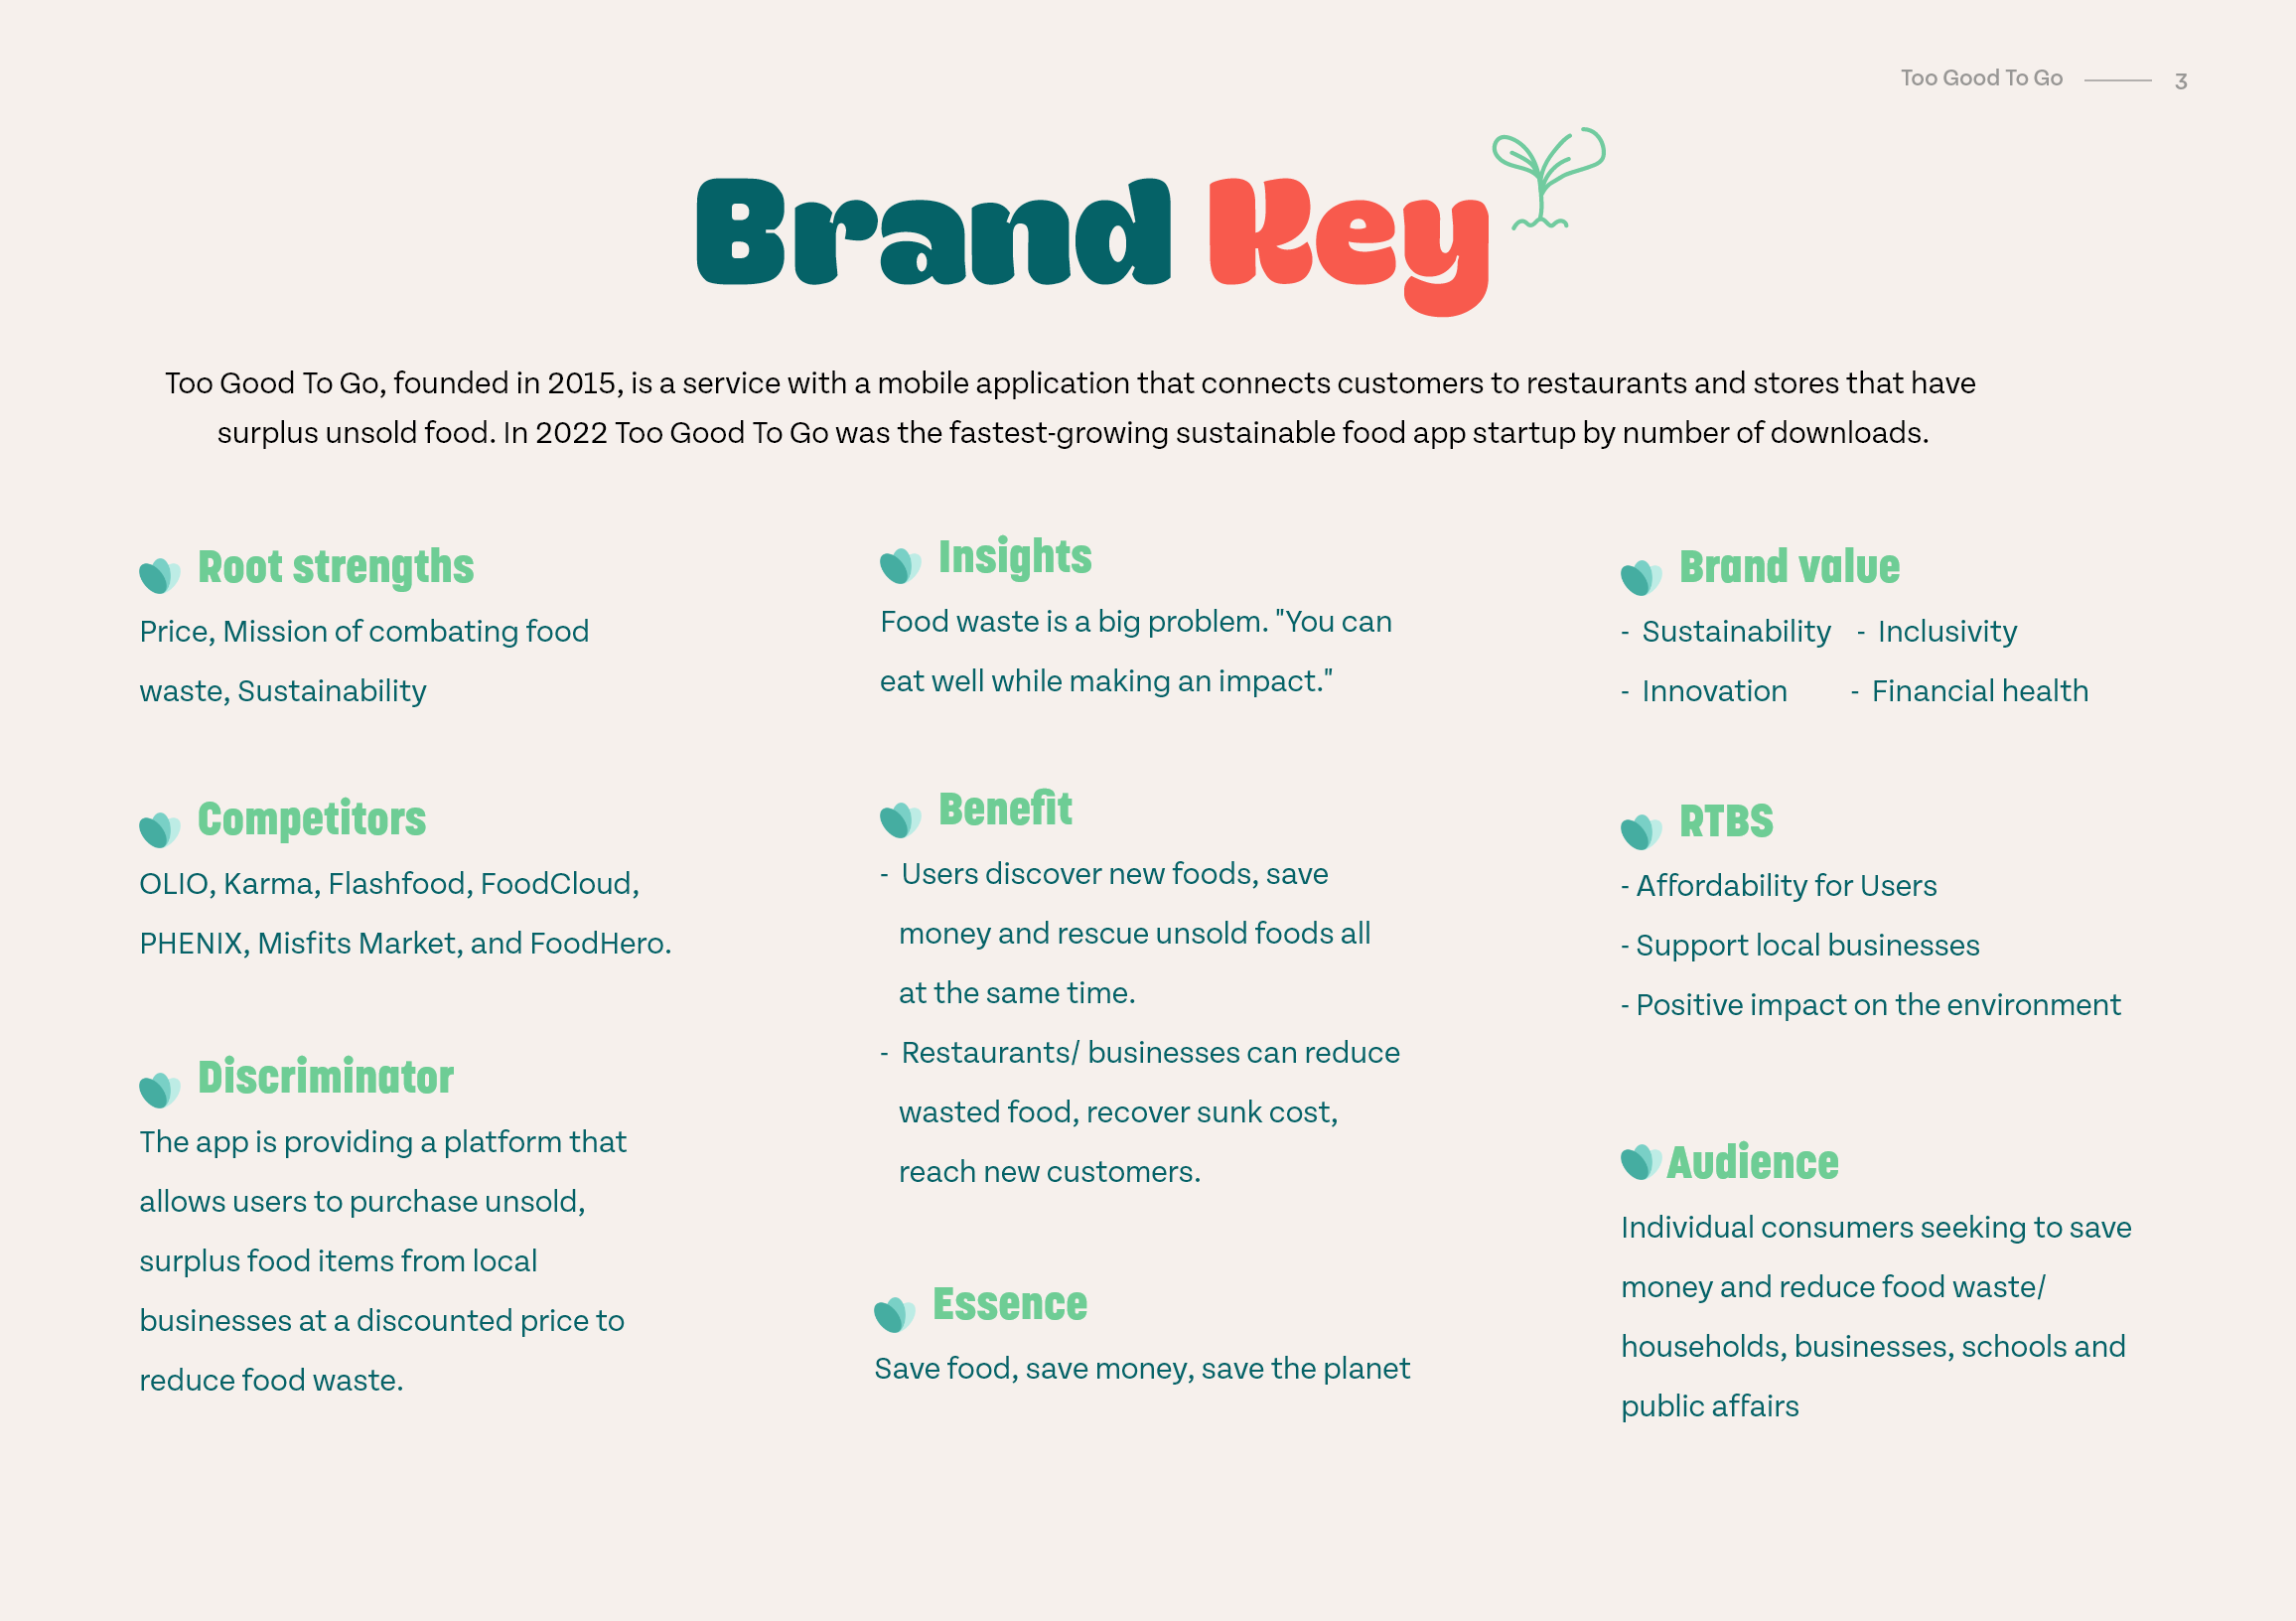 Too Good To Go 3
Brand Key
Too Good To Go, founded in 2015, is a service with a mobile application that connects customers to restaurants and stores that have
surplus unsold food. In 2022 Too Good To Go was the fastest-growing sustainable food app startup by number of downloads.
Root strengths
Price, Mission of combating food
waste, Sustainability
Competitors
OLIO, Karma, Flashfood, FoodCloud,
PHENIX, Misfits Market, and FoodHero.
Discriminator
The app is providing a platform that
allows users to purchase unsold,
surplus food items from local
businesses at a discounted price to
reduce food waste.
Insights
Food waste is a big problem. "You can
eat well while making an impact."
Benefit
- Users discover new foods, save
money and rescue unsold foods all
at the same time.
- Restaurants/ businesses can reduce
wasted food, recover sunk cost,
reach new customers.
Essence
Save food, save money, save the planet
Brand value
- Sustainability - Inclusivity
- Innovation - Financial health
RTBS
- Affordability for Users
- Support local businesses
- Positive impact on the environment
Audience
Individual consumers seeking to save
money and reduce food waste/
households, businesses, schools and
public affairs